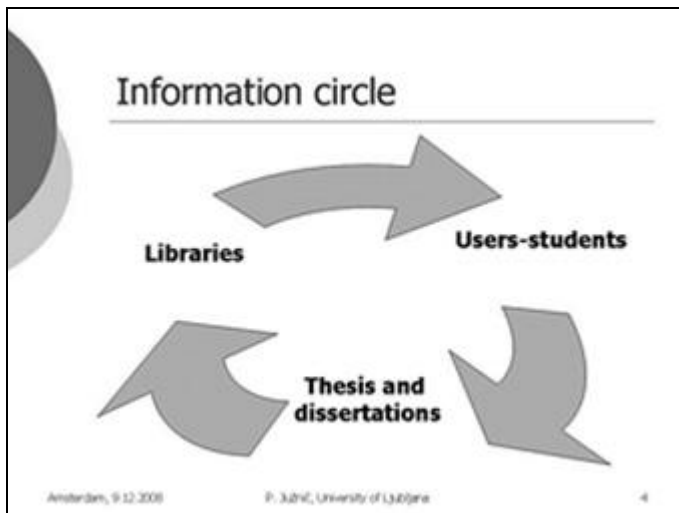 Information circle
Libraries
Users-students
Thesis and
dissertations
Amsterdam, 9.12.2008
P. Južnič, University of Ljubljana
4